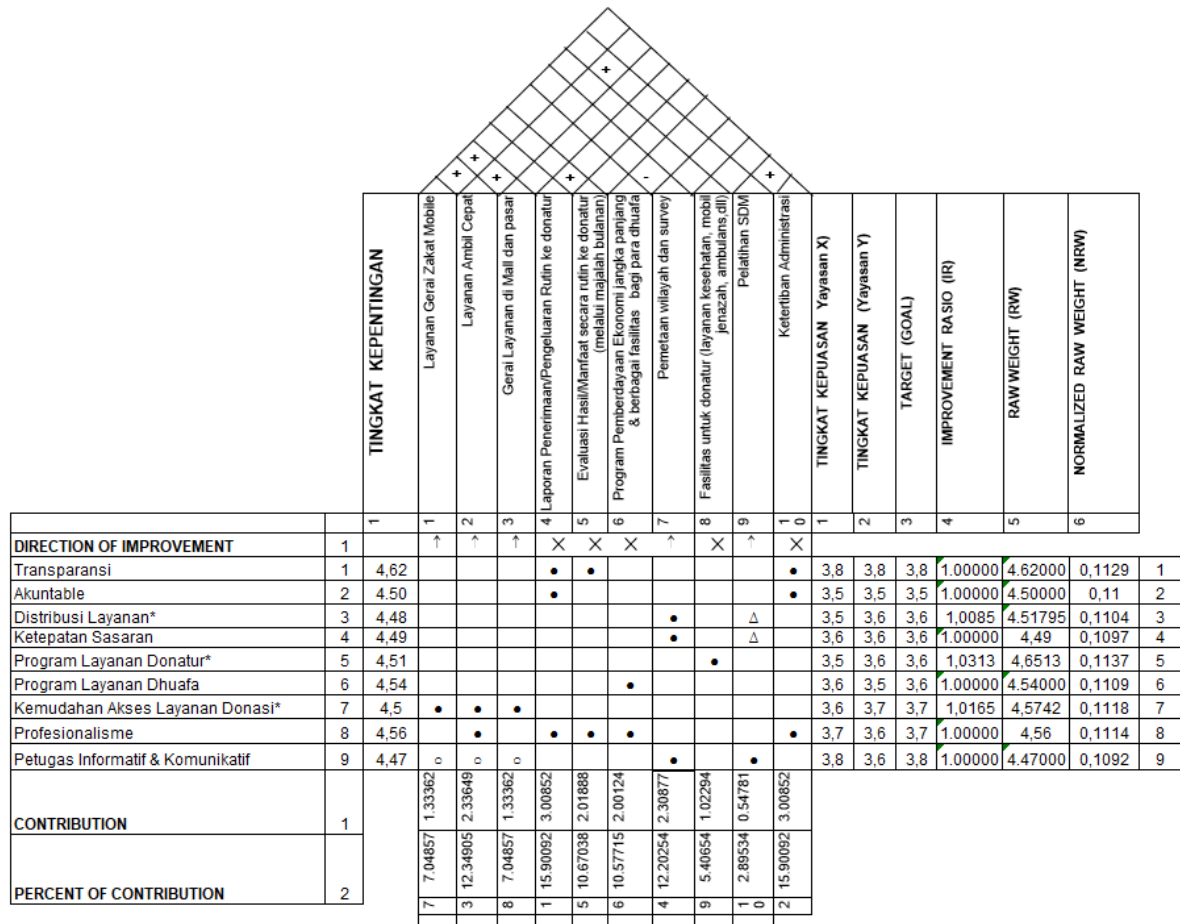 +
+
+ + + - +
TINGKAT KEPENTINGAN
Layanan Gerai Zakat Mobile
Layanan Ambil Cepat
Gerai Layanan di Mall dan pasar
Laporan Penerimaan/Pengeluaran Rutin ke donatur
Evaluasi Hasil/Manfaat secara rutin ke donatur
(melalui majalah bulanan)
Program Pemberdayaan Ekonomi jangka panjang
& berbagai fasilitas bagi para dhuafa
Pemetaan wilayah dan survey
Fasilitas untuk donatur (layanan kesehatan, mobil
jenazah, ambulans,dll)
Pelatihan SDM
Ketertiban Administrasi
TINGKAT KEPUASAN Yayasan X)
TINGKAT KEPUASAN (Yayasan Y)
TARGET (GOAL)
IMPROVEMENT RASIO (IR)
RAW WEIGHT (RW)
NORMALIZED RAW WEIGHT (NRW)
1 1 2 3 4 5 6 7 8 9 10 1 2 3 4 5 6
DIRECTION OF IMPROVEMENT 1 ↑ ↑ ↑ X X X ↑ X ↑ X
Transparansi 1 4,62 ● ● ● 3,8 3,8 3,8 1.00000 4.62000 0,1129 1
Akuntable 2 4.50 ● ● 3,5 3,5 3,5 1.00000 4.50000 0,11 2
Distribusi Layanan* 3 4,48 ● Δ 3,5 3,6 3,6 1,0085 4.51795 0,1104 3
Ketepatan Sasaran 4 4,49 ● Δ 3,6 3,6 3,6 1.00000 4,49 0,1097 4
Program Layanan Donatur* 5 4,51 ● 3,5 3,6 3,6 1,0313 4,6513 0,1137 5
Program Layanan Dhuafa 6 4,54 ● 3,6 3,5 3,6 1.00000 4.54000 0,1109 6
Kemudahan Akses Layanan Donasi* 7 4,5 ● ● ● 3,6 3,7 3,7 1,0165 4,5742 0,1118 7
Profesionalisme 8 4,56 ● ● ● ● ● 3,7 3,6 3,7 1.00000 4,56 0,1114 8
Petugas Informatif & Komunikatif 9 4,47 ○ ○ ○ ● ● 3,8 3,6 3,8 1.00000 4.47000 0,1092 9
CONTRIBUTION 1 1.33362 2.33649 1.33362 3.00852 2.01888 2.00124 2.30877 1.02294 0.54781 3.00852
PERCENT OF CONTRIBUTION 2 7.04857 12.34905 7.04857 15.90092 10.67038 10.57715 12.20254 5.40654 2.89534 15.90092
7 3 8 1 5 6 4 9 10 2